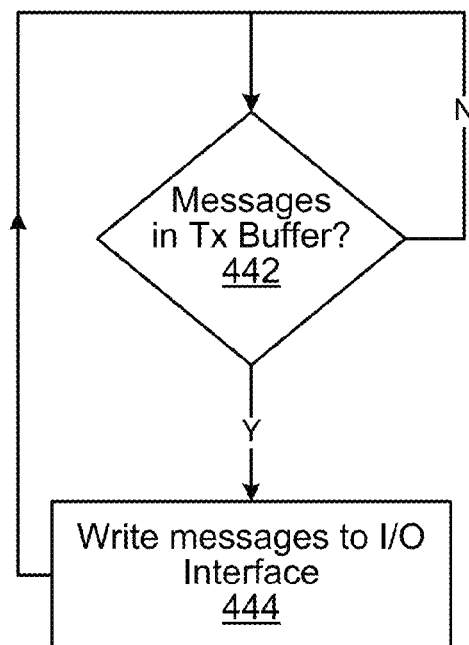 N
Messages
in Tx Buffer?
442
Y
Write messages to I/O
Interface
444